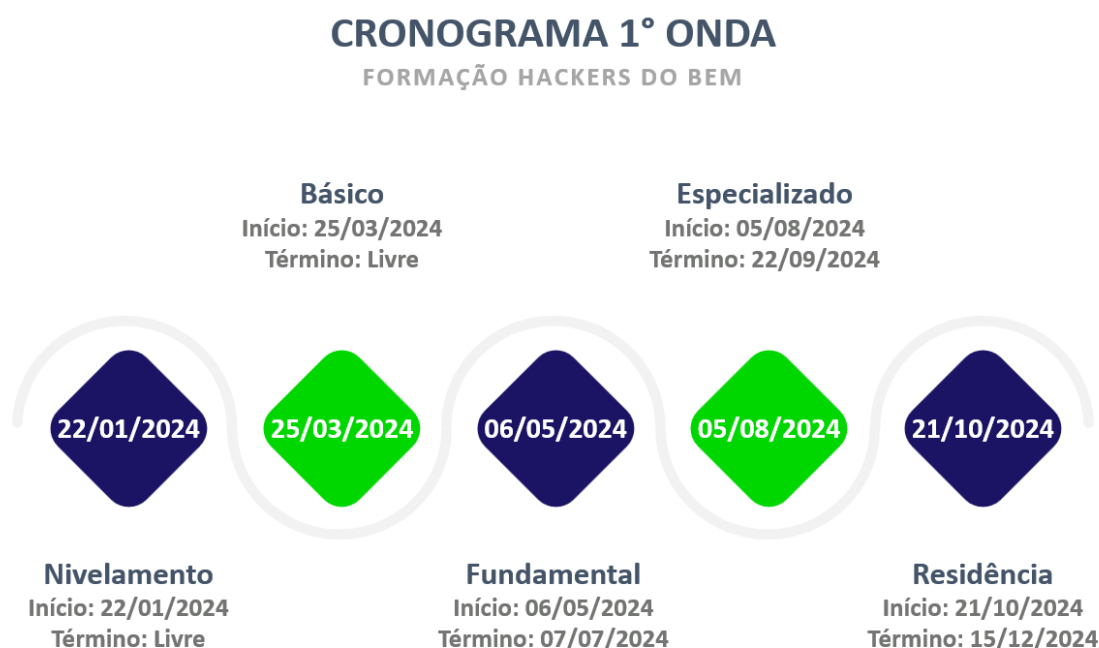 CRONOGRAMA 1° ONDA
FORMAÇÃO HACKERS DO BEM
Básico
Início: 25/03/2024
Término: Livre
Especializado
Início: 05/08/2024
Término: 22/09/2024
22/01/2024
25/03/2024
06/05/2024
05/08/2024
21/10/2024
Nivelamento
Início: 22/01/2024
Término: Livre
Fundamental
Início: 06/05/2024
Término: 07/07/2024
Residência
Início: 21/10/2024
Término: 15/12/2024